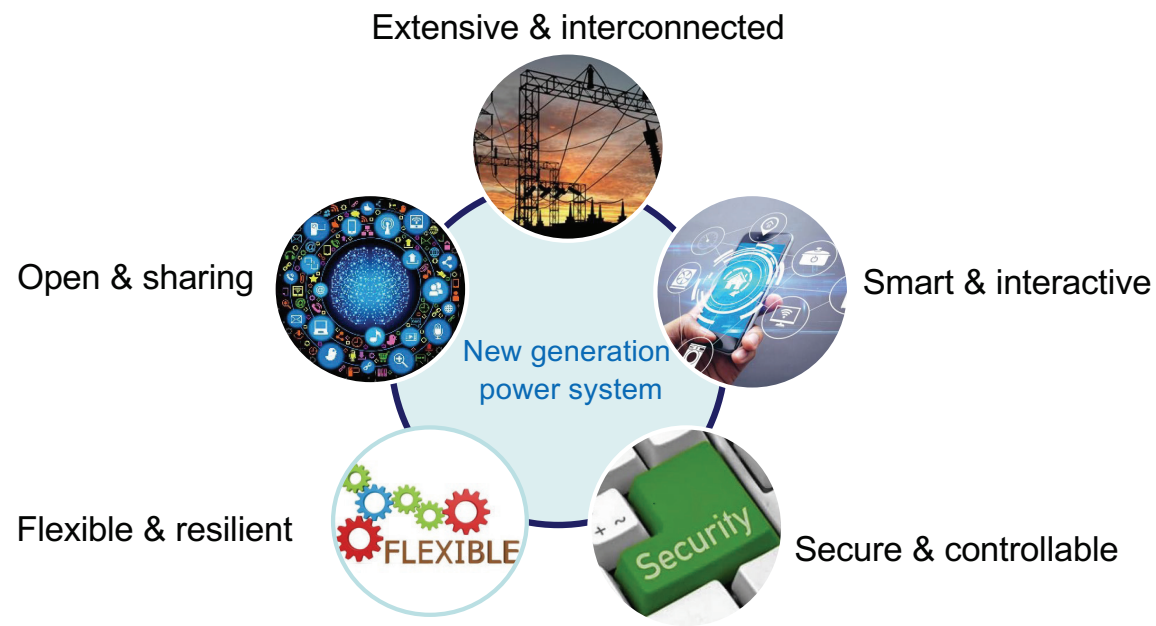 Extensive & interconnected
Open & sharing
Smart & interactive
New generation
power system
FLEXIBLE
Flexible & resilient
+ ~
Security
Secure & controllable